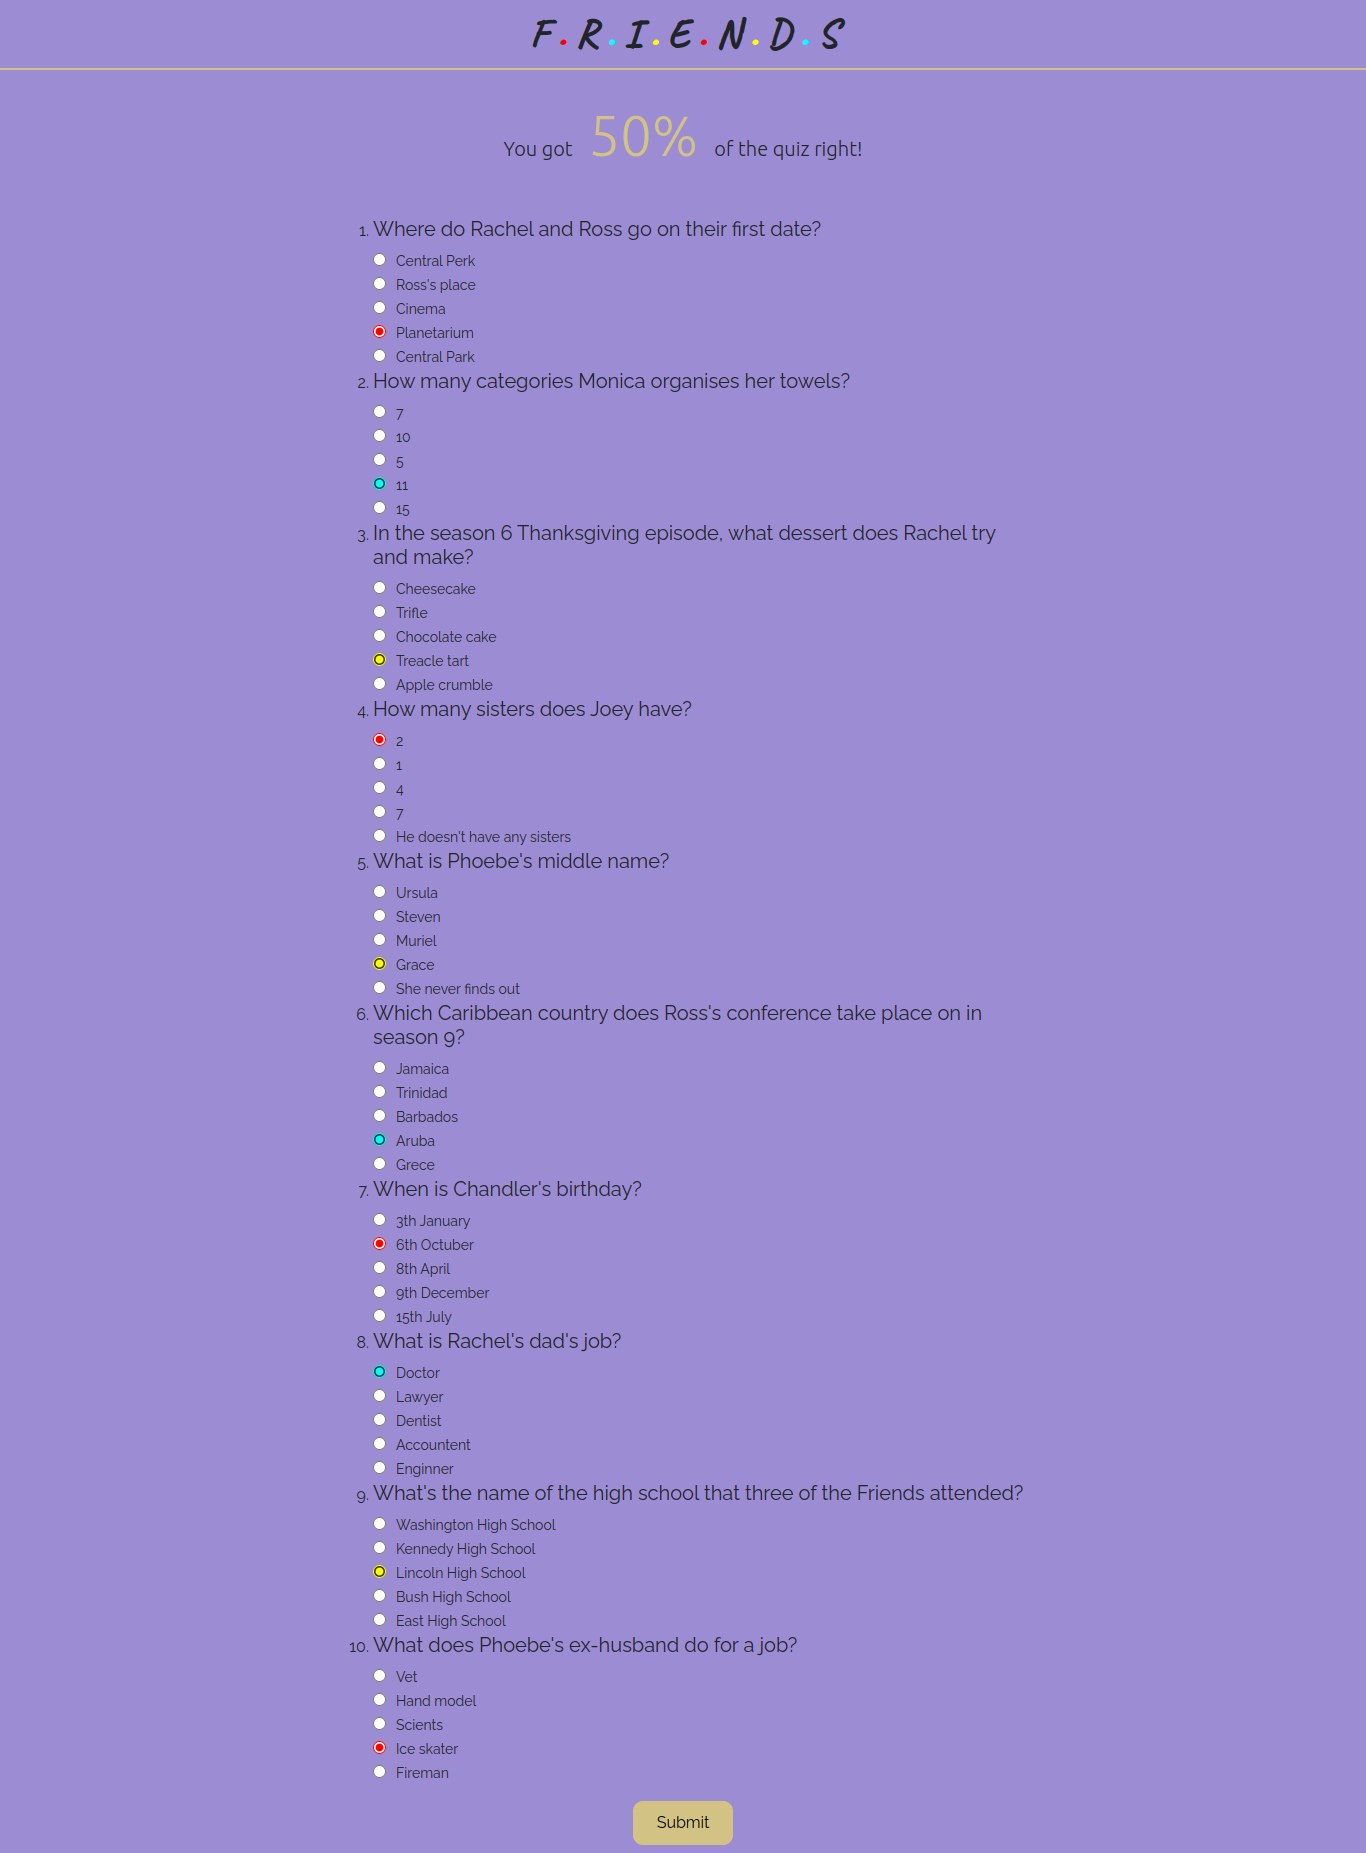 F.R.I.E.N.D.S
You got 50% of the quiz right!
1. Where do Rachel and Ross go on their first date?
Central Perk
Ross's place
Cinema
Planetarium
Central Park
2. How many categories Monica organises her towels?
7
10
5
11
15
3. In the season 6 Thanksgiving episode, what dessert does Rachel try
and make?
Cheesecake
Trifle
Chocolate cake
Treacle tart
Apple crumble
4. How many sisters does Joey have?
2
1
4
7
He doesn't have any sisters
5. What is Phoebe's middle name?
Ursula
Steven
Muriel
Grace
She never finds out
6. Which Caribbean country does Ross's conference take place on in
season 9?
Jamaica
Trinidad
Barbados
Aruba
Grece
7. When is Chandler's birthday?
3th January
6th Octuber
8th April
9th December
15th July
8. What is Rachel's dad's job?
Doctor
Lawyer
Dentist
Accountent
Enginner
9. What's the name of the high school that three of the Friends attended?
Washington High School
Kennedy High School
Lincoln High School
Bush High School
East High School
10. What does Phoebe's ex-husband do for a job?
Vet
Hand model
Scients
Ice skater
Fireman
Submit